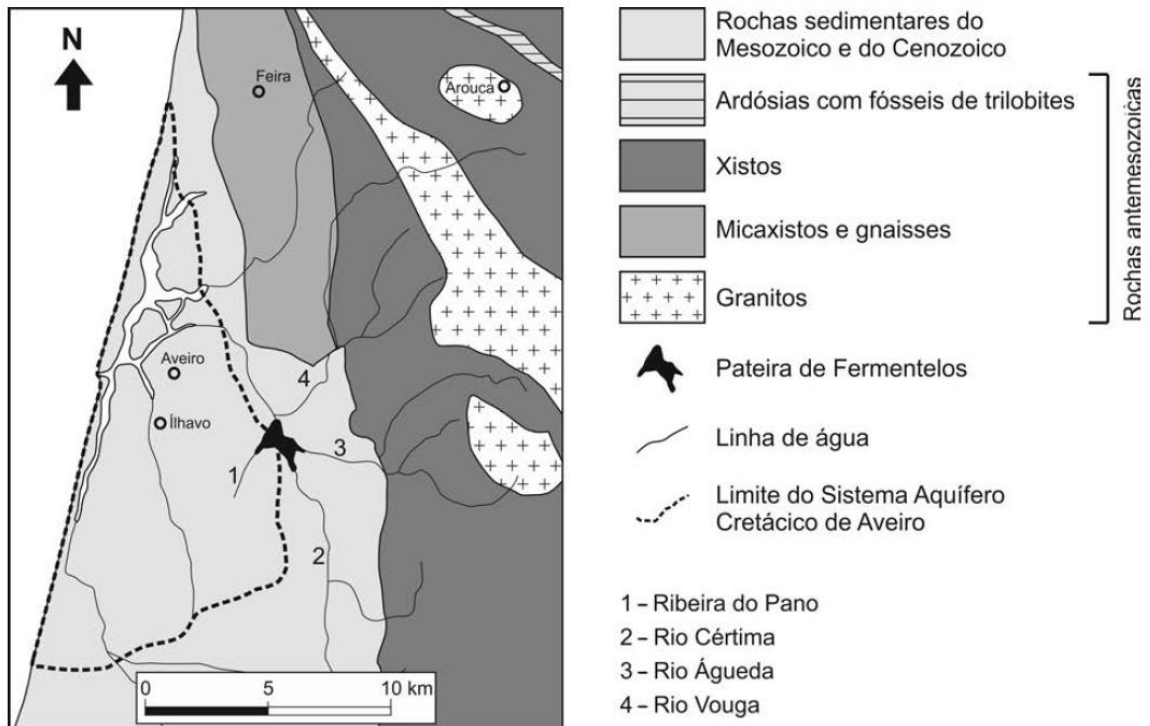 N
Feira
Arouca
Aveiro
Ílhavo
4
3
1
2
0
5
10 km
Rochas sedimentares do
Mesozoico e do Cenozoico
Ardósias com fósseis de trilobites
Xistos
Micaxistos e gnaisses
Granitos
Rochas antemesozoicas
Pateira de Fermentelos
Linha de água
Limite do Sistema Aquífero
Cretácico de Aveiro
1 – Ribeira do Pano
2 – Rio Cértima
3 – Rio Águeda
4 – Rio Vouga